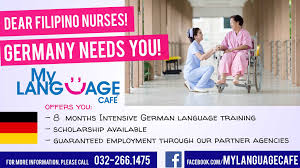 DEAR FILIPINO NURSES!
GERMANY NEEDS YOU!
My
LANGUAGE
CAFÉ
OFFERS YOU:
- 8 MONTHS INTENSIVE GERMAN LANGUAGE TRAINING
- SCHOLARSHIP AVAILABLE
- GUARANTEED EMPLOYMENT THROUGH OUR PARTNER AGENCIES
FOR MORE INFORMATION, PLEASE CALL 032-266.1475 f FACEBOOK.COM/MYLANGUAGECAFE